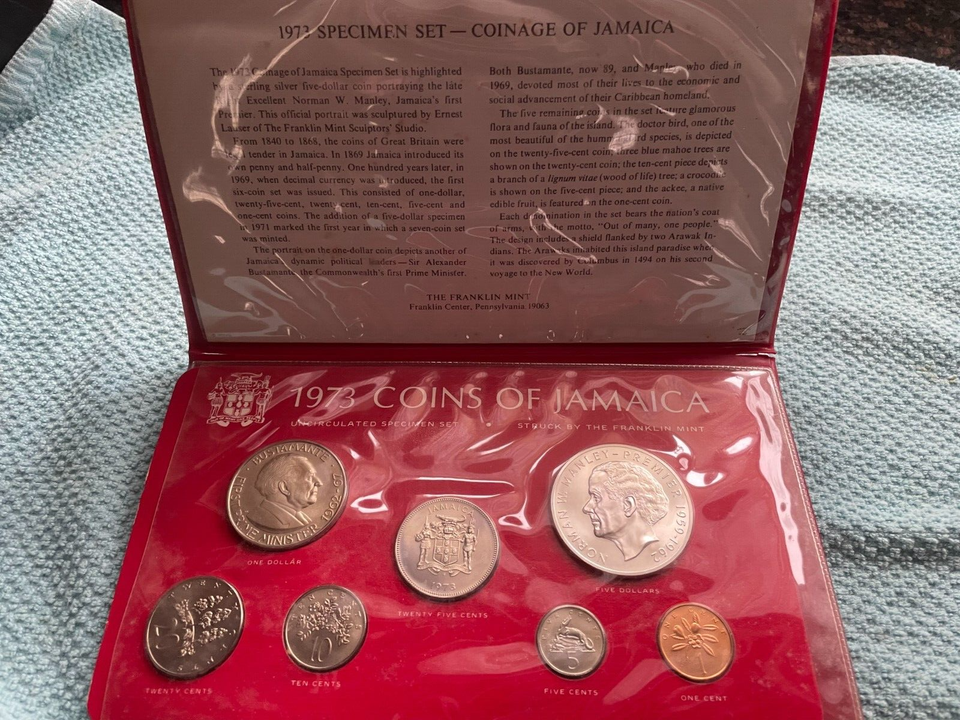 1973 SPECIMEN SET — COINAGE OF JAMAICA
The 1973 Coinage of Jamaica Specimen Set is highlighted
by a sterling silver five-dollar coin portraying the late
Excellent Norman W. Manley, Jamaica's first
Premier. This official portrait was sculptured by Ernest
Lauser of The Franklin Mint Sculptors' Studio.
From 1840 to 1868, the coins of Great Britain were
legal tender in Jamaica. In 1869 Jamaica introduced its
own penny and half-penny. One hundred years later, in
1969, when decimal currency was introduced, the first
six-coin set was issued. This consisted of one-dollar,
twenty-five-cent, twenty-cent, ten-cent, five-cent and
one-cent coins. The addition of a five-dollar specimen
in 1971 marked the first year in which a seven-coin set
was minted.
The portrait on the one-dollar coin depicts another of
Jamaica's dynamic political leaders — Sir Alexander
Bustamante, the Commonwealth's first Prime Minister.
Both Bustamante, now 89, and Manley, who died in
1969, devoted most of their lives to the economic and
social advancement of their Caribbean homeland.
The five remaining coins in the set feature glamorous
flora and fauna of the island. The doctor bird, one of the
most beautiful of the hummingbird species, is depicted
on the twenty-five-cent coin; three blue mahoe trees are
shown on the twenty-cent coin; the ten-cent piece depicts
a branch of a lignum vitae (wood of life) tree; a crocodile
is shown on the five-cent piece; and the ackee, a native
edible fruit, is featured on the one-cent coin.
Each denomination in the set bears the nation's coat
of arms, with the motto, "Out of many, one people."
The design includes a shield flanked by two Arawak In-
dians. The Arawaks inhabited this island paradise when
it was discovered by Columbus in 1494 on his second
voyage to the New World.
THE FRANKLIN MINT
Franklin Center, Pennsylvania 19063
1973 COINS OF JAMAICA
UNCIRCULATED SPECIMEN SET STRUCK BY THE FRANKLIN MINT
BUSTAMANTE
FIRST PRIME MINISTER 1962-67
ONE DOLLAR
JAMAICA
1973
TWENTY FIVE CENTS
NORMAN W. MANLEY - PREMIER 1959-1962
FIVE DOLLARS
TWENTY CENTS
10
TEN CENTS
5
FIVE CENTS
1
ONE CENT